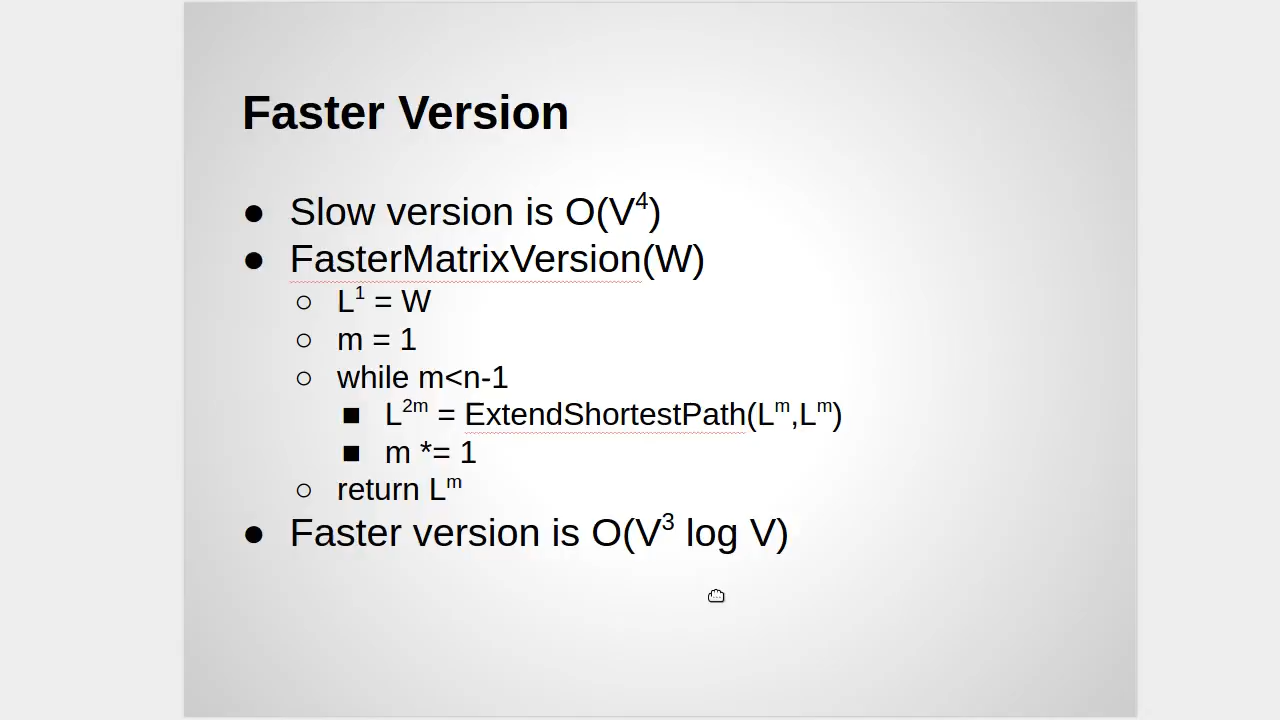 Faster Version
● Slow version is O(V⁴)
● FasterMatrixVersion(W)
○ L¹ = W
○ m = 1
○ while m<n-1
■ L²ᵐ = ExtendShortestPath(Lᵐ,Lᵐ)
■ m *= 1
○ return Lᵐ
● Faster version is O(V³ log V)